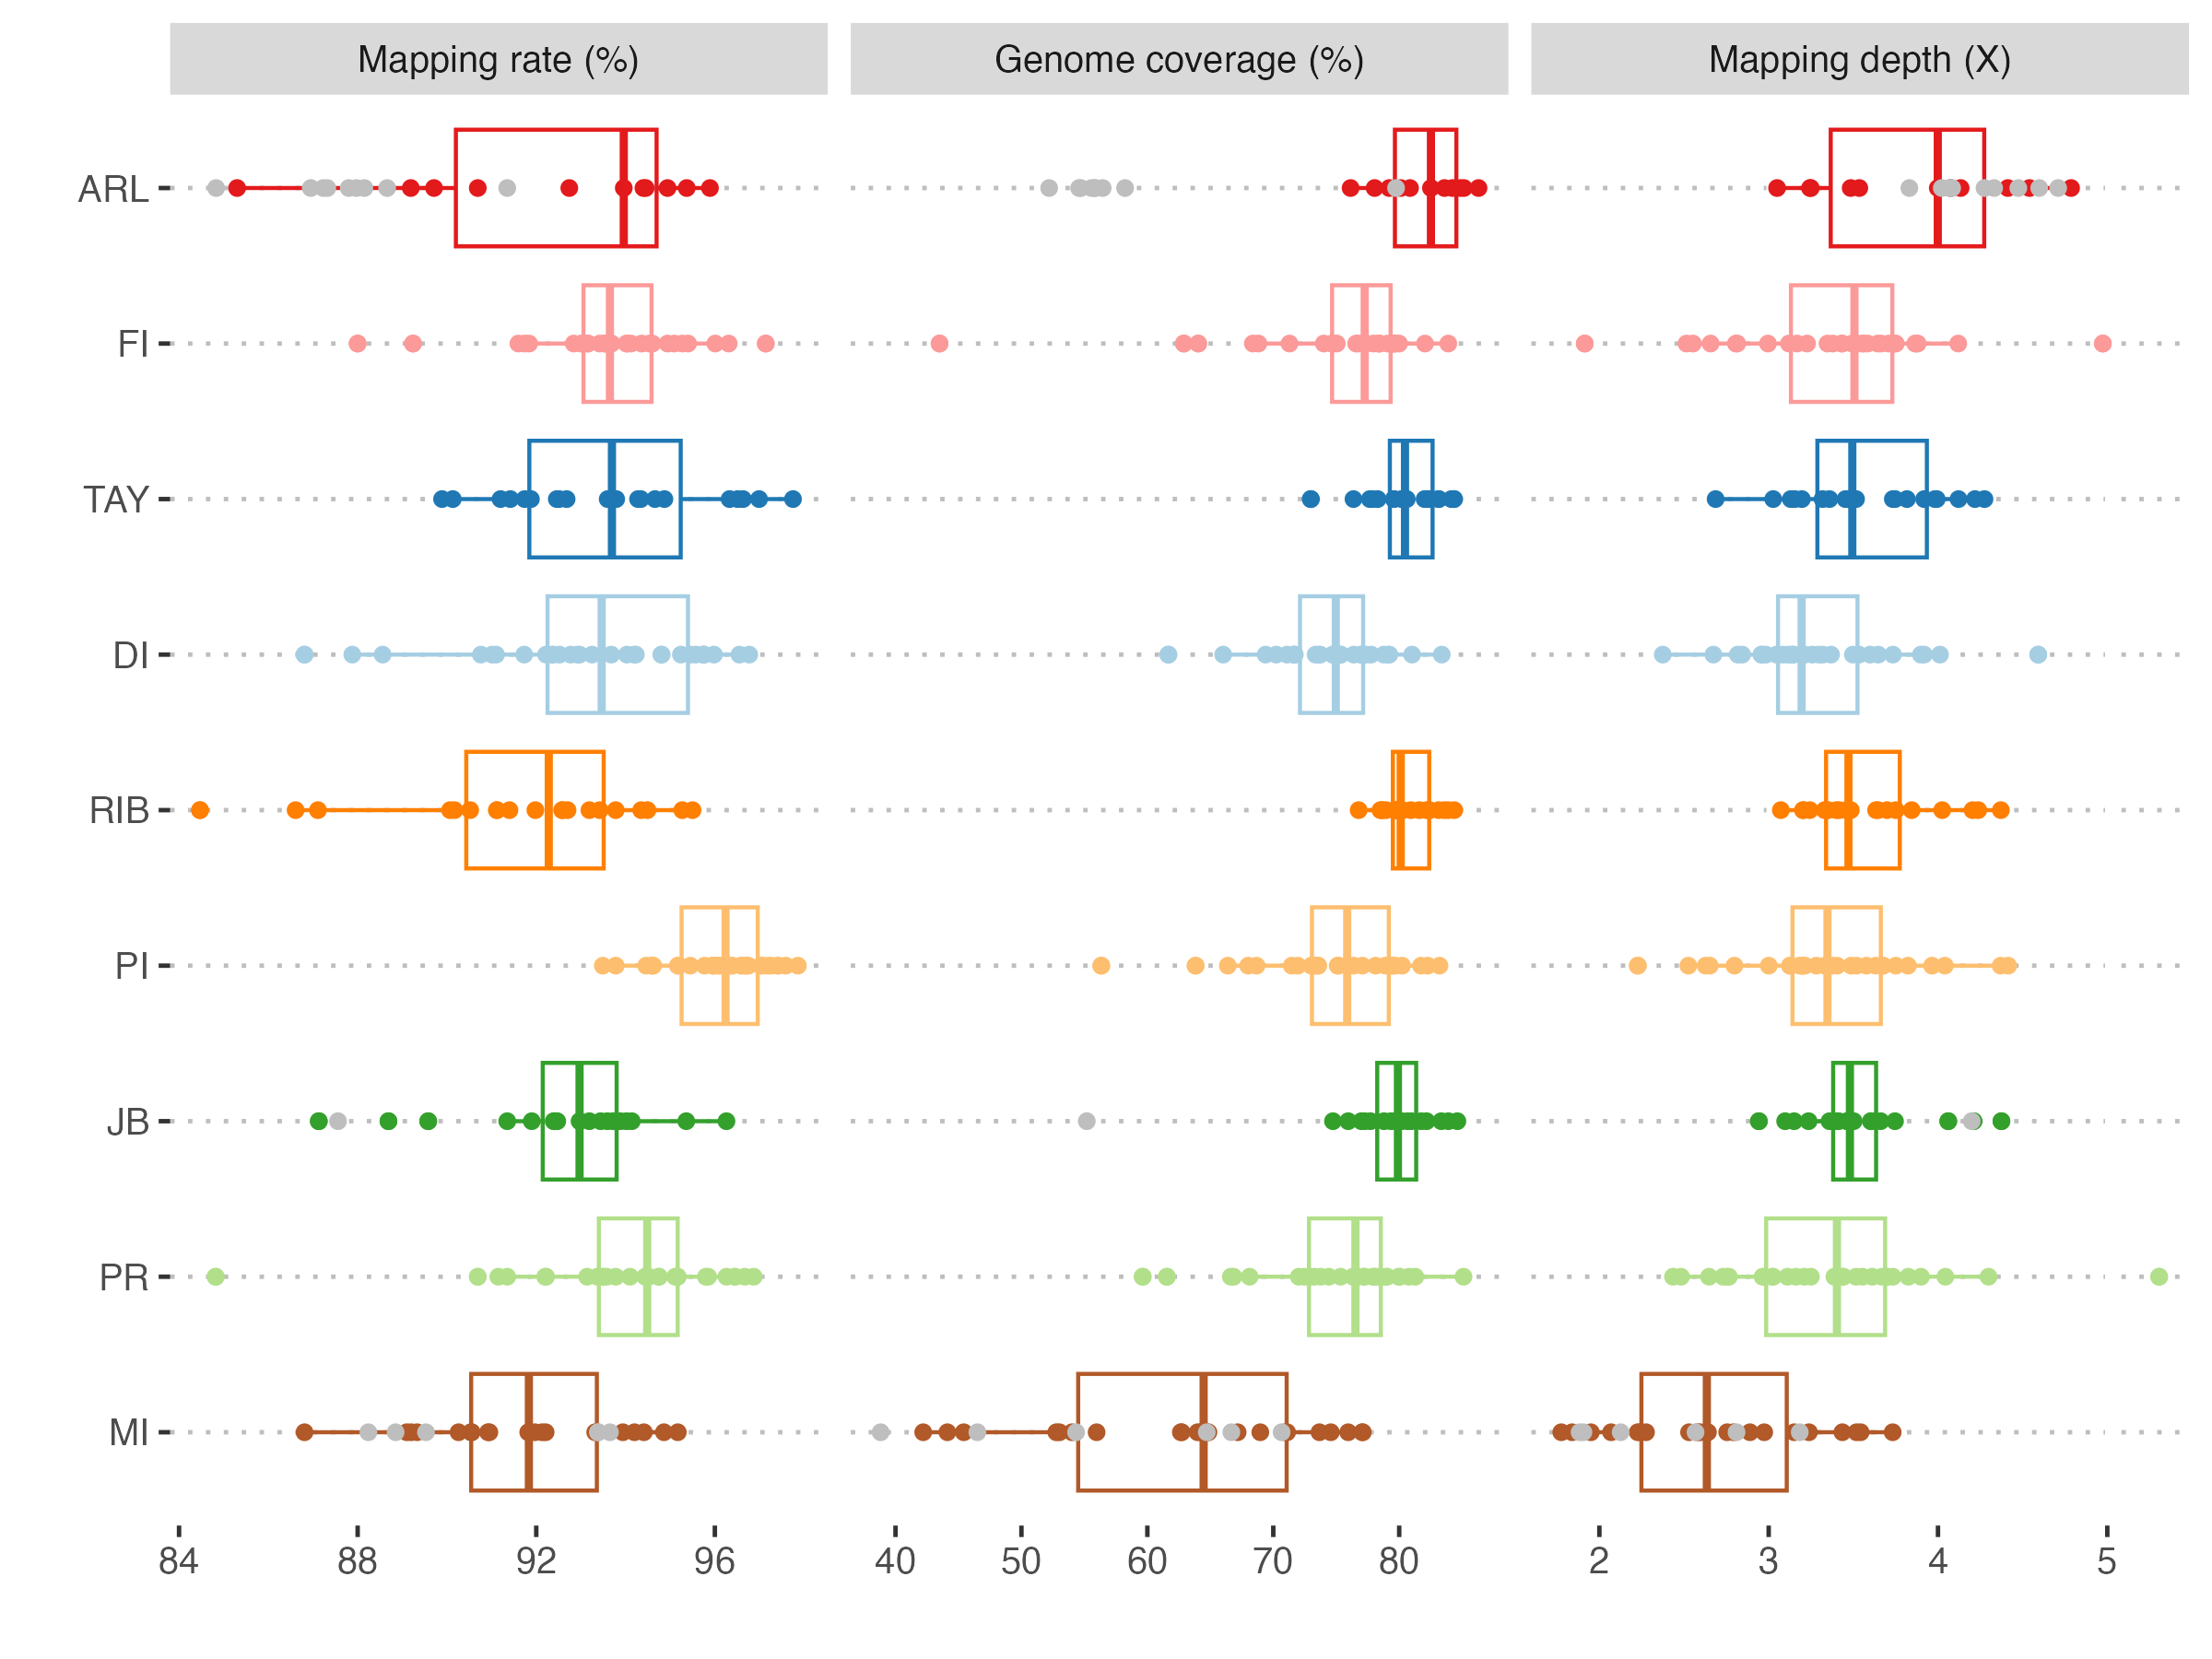 Mapping rate (%) Genome coverage (%) Mapping depth (X)
ARL
FI
TAY
DI
RIB
PI
JB
PR
MI
84 88 92 96 40 50 60 70 80 2 3 4 5